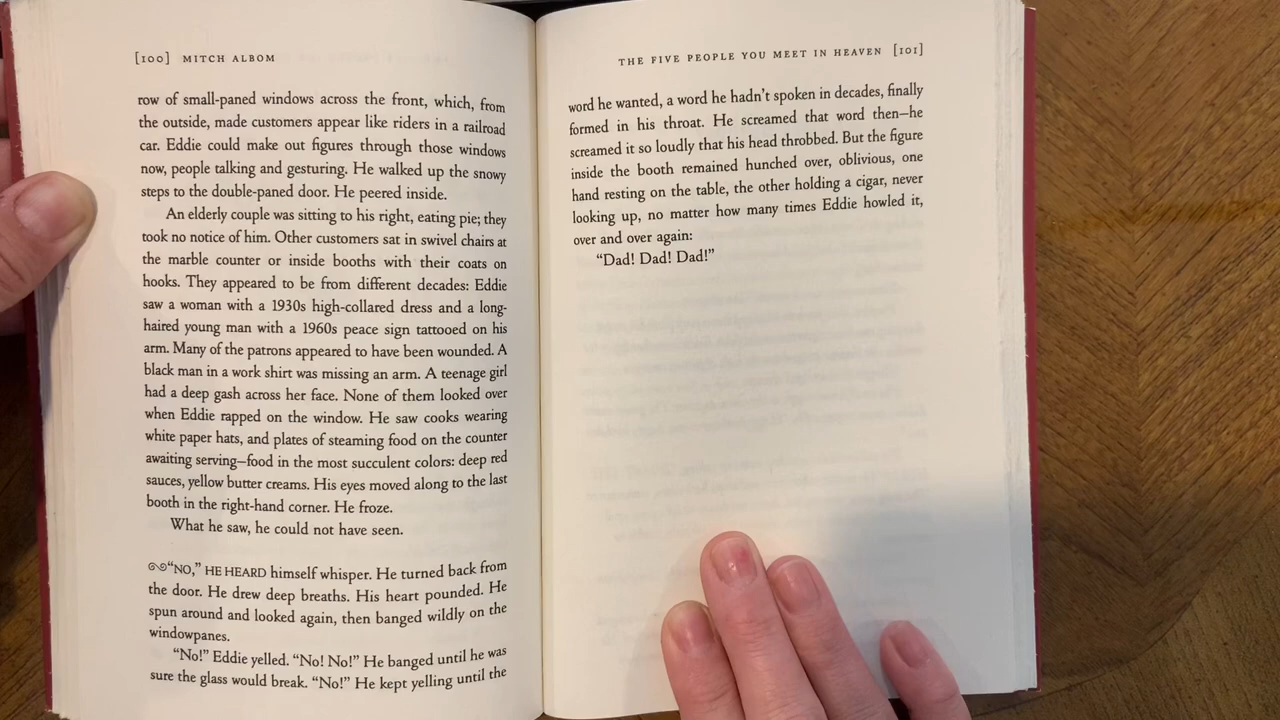 [100] MITCH ALBOM
row of small-paned windows across the front, which, from
the outside, made customers appear like riders in a railroad
car. Eddie could make out figures through those windows
now, people talking and gesturing. He walked up the snowy
steps to the double-paned door. He peered inside.
An elderly couple was sitting to his right, eating pie; they
took no notice of him. Other customers sat in swivel chairs at
the marble counter or inside booths with their coats on
hooks. They appeared to be from different decades: Eddie
saw a woman with a 1930s high-collared dress and a long-
haired young man with a 1960s peace sign tattooed on his
arm. Many of the patrons appeared to have been wounded. A
black man in a work shirt was missing an arm. A teenage girl
had a deep gash across her face. None of them looked over
when Eddie rapped on the window. He saw cooks wearing
white paper hats, and plates of steaming food on the counter
awaiting serving—food in the most succulent colors: deep red
sauces, yellow butter creams. His eyes moved along to the last
booth in the right-hand corner. He froze.
What he saw, he could not have seen.
“NO,” HE HEARD himself whisper. He turned back from
the door. He drew deep breaths. His heart pounded. He
spun around and looked again, then banged wildly on the
windowpanes.
“No!” Eddie yelled. “No! No!” He banged until he was
sure the glass would break. “No!” He kept yelling until the
THE FIVE PEOPLE YOU MEET IN HEAVEN [101]
word he wanted, a word he hadn’t spoken in decades, finally
formed in his throat. He screamed that word then—he
screamed it so loudly that his head throbbed. But the figure
inside the booth remained hunched over, oblivious, one
hand resting on the table, the other holding a cigar, never
looking up, no matter how many times Eddie howled it,
over and over again:
“Dad! Dad! Dad!”